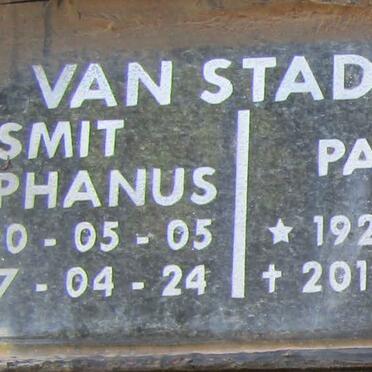 VAN STAD
SMIT
PHANUS
0 - 05 - 05
7 - 04 - 24
PA
★ 192
✝ 201